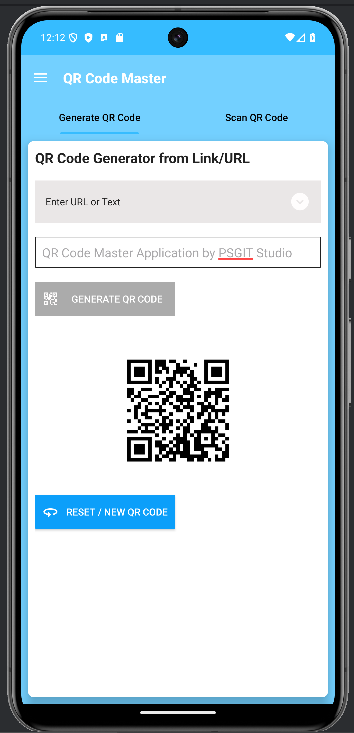 12:12
QR Code Master
Generate QR Code
Scan QR Code
QR Code Generator from Link/URL
Enter URL or Text
QR Code Master Application by PSGIT Studio
GENERATE QR CODE
RESET / NEW QR CODE